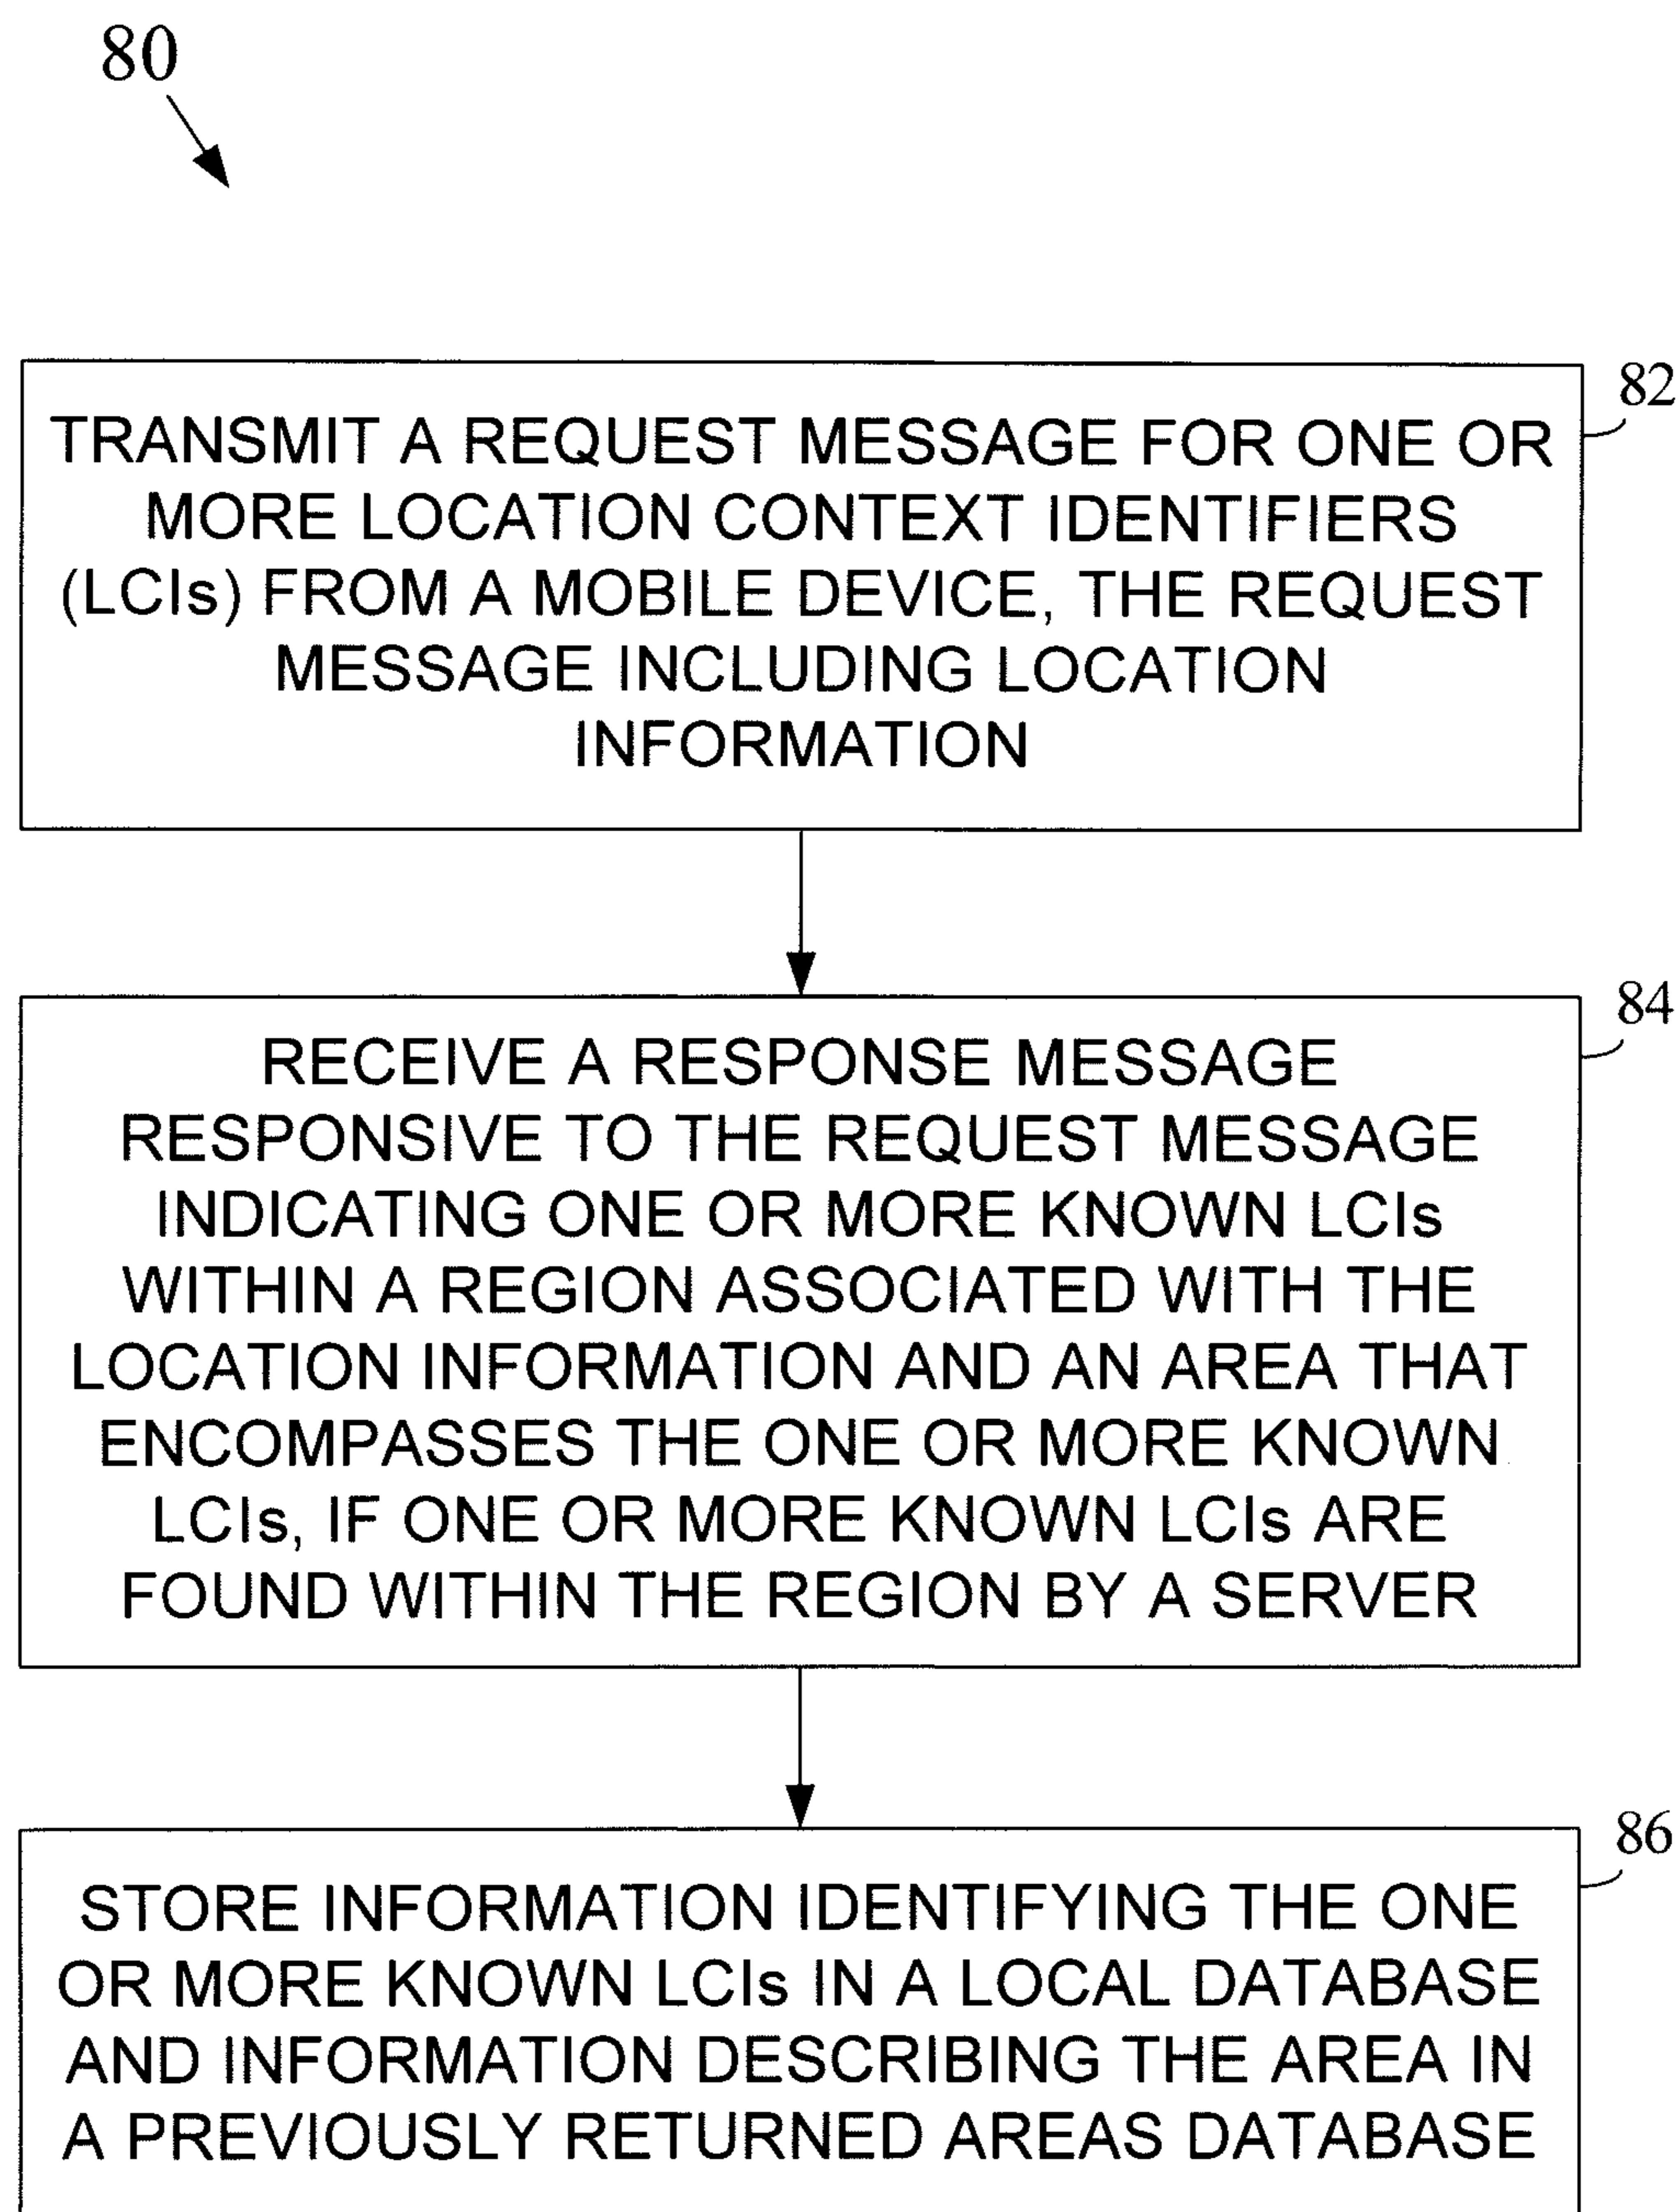 80
82
TRANSMIT A REQUEST MESSAGE FOR ONE OR
MORE LOCATION CONTEXT IDENTIFIERS
(LCIs) FROM A MOBILE DEVICE, THE REQUEST
MESSAGE INCLUDING LOCATION
INFORMATION
84
RECEIVE A RESPONSE MESSAGE
RESPONSIVE TO THE REQUEST MESSAGE
INDICATING ONE OR MORE KNOWN LCIs
WITHIN A REGION ASSOCIATED WITH THE
LOCATION INFORMATION AND AN AREA THAT
ENCOMPASSES THE ONE OR MORE KNOWN
LCIs, IF ONE OR MORE KNOWN LCIs ARE
FOUND WITHIN THE REGION BY A SERVER
86
STORE INFORMATION IDENTIFYING THE ONE
OR MORE KNOWN LCIs IN A LOCAL DATABASE
AND INFORMATION DESCRIBING THE AREA IN
A PREVIOUSLY RETURNED AREAS DATABASE